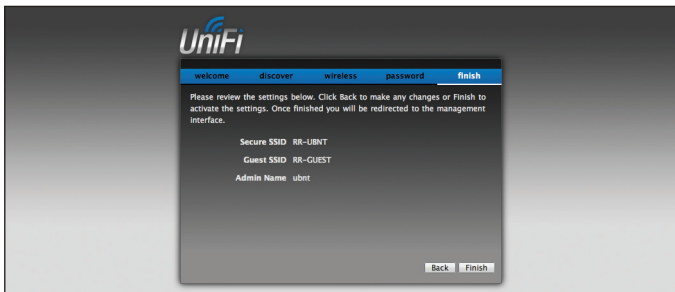 UniFi
welcome discover wireless password finish
Please review the settings below. Click Back to make any changes or Finish to
activate the settings. Once finished you will be redirected to the management
interface.
Secure SSID RR-UBNT
Guest SSID RR-GUEST
Admin Name ubnt
Back Finish